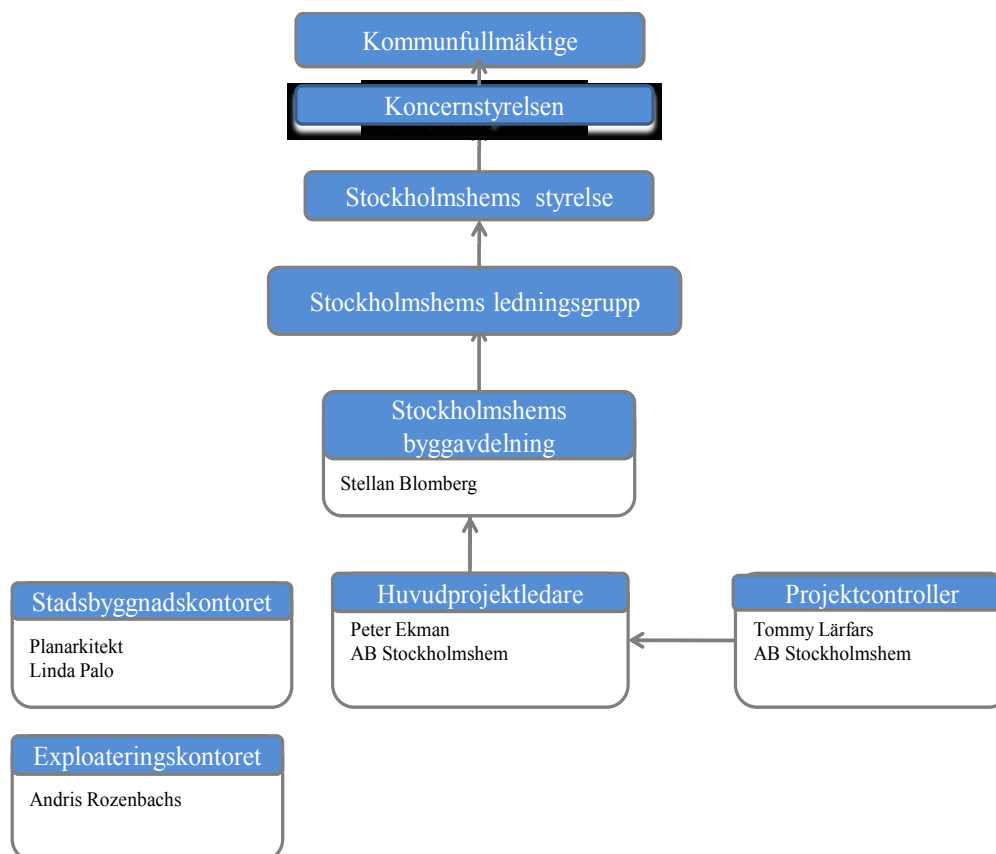 Kommunfullmäktige
Koncernstyrelsen
Stockholmshems styrelse
Stockholmshems ledningsgrupp
Stockholmshems
byggavdelning
Stellan Blomberg
Stadsbyggnadskontoret
Planarkitekt
Linda Palo
Huvudprojektledare
Peter Ekman
AB Stockholmshem
Projektcontroller
Tommy Lärfars
AB Stockholmshem
Exploateringskontoret
Andris Rozenbachs